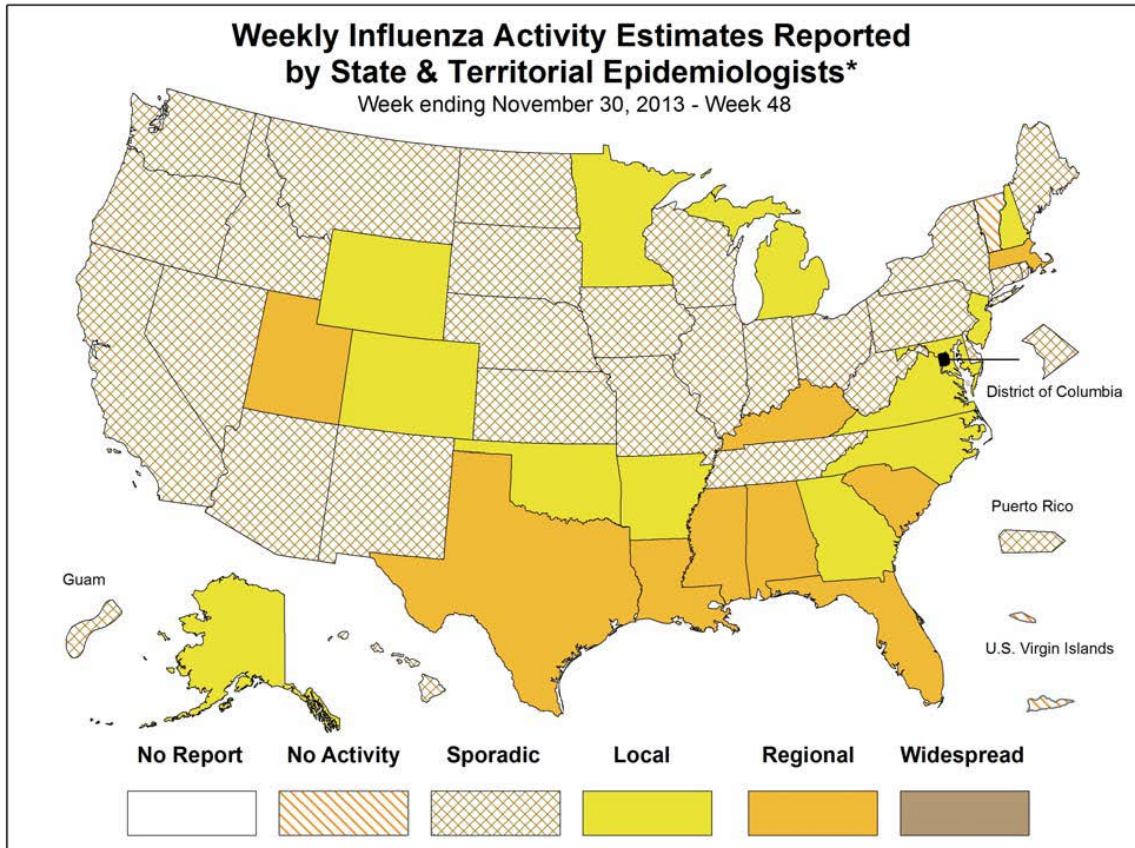 Weekly Influenza Activity Estimates Reported
by State & Territorial Epidemiologists*
Week ending November 30, 2013 - Week 48
District of Columbia
Puerto Rico
Guam
U.S. Virgin Islands
No Report
No Activity
Sporadic
Local
Regional
Widespread